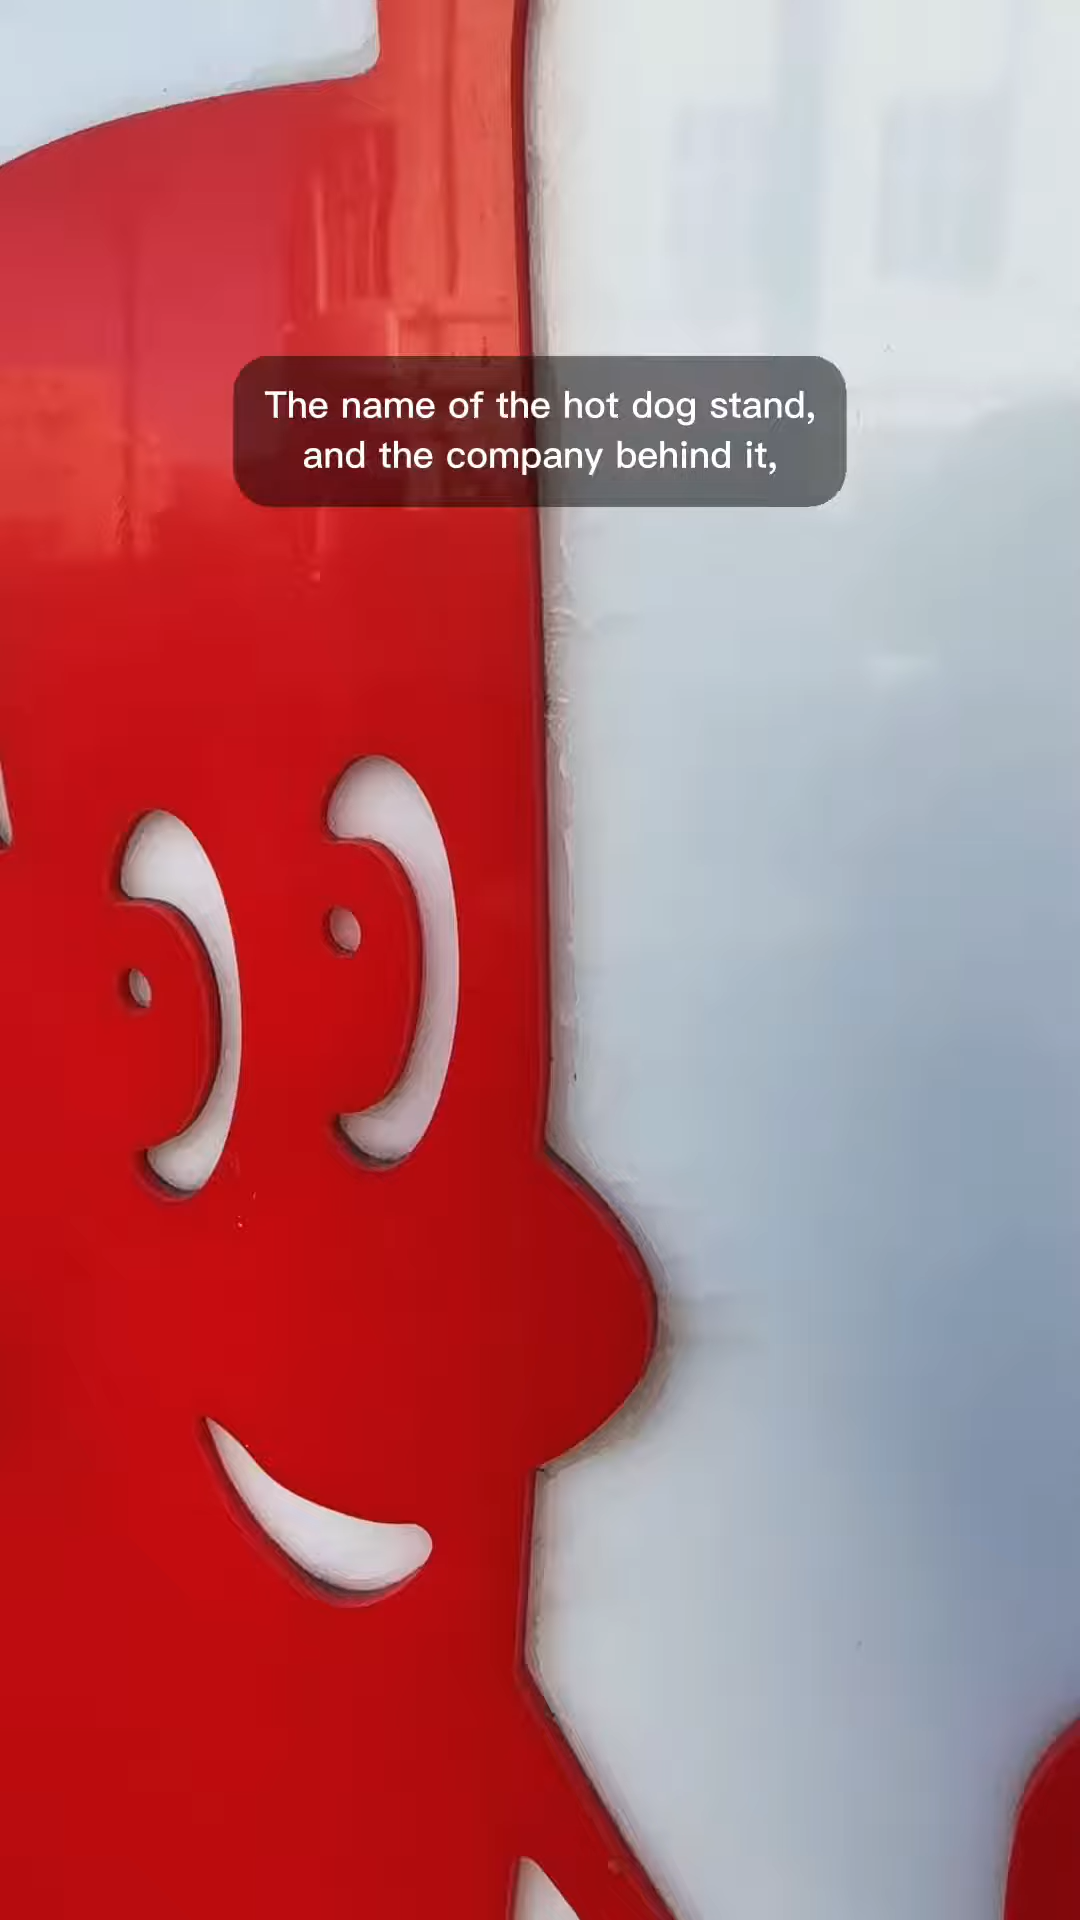 The name of the hot dog stand,
and the company behind it,